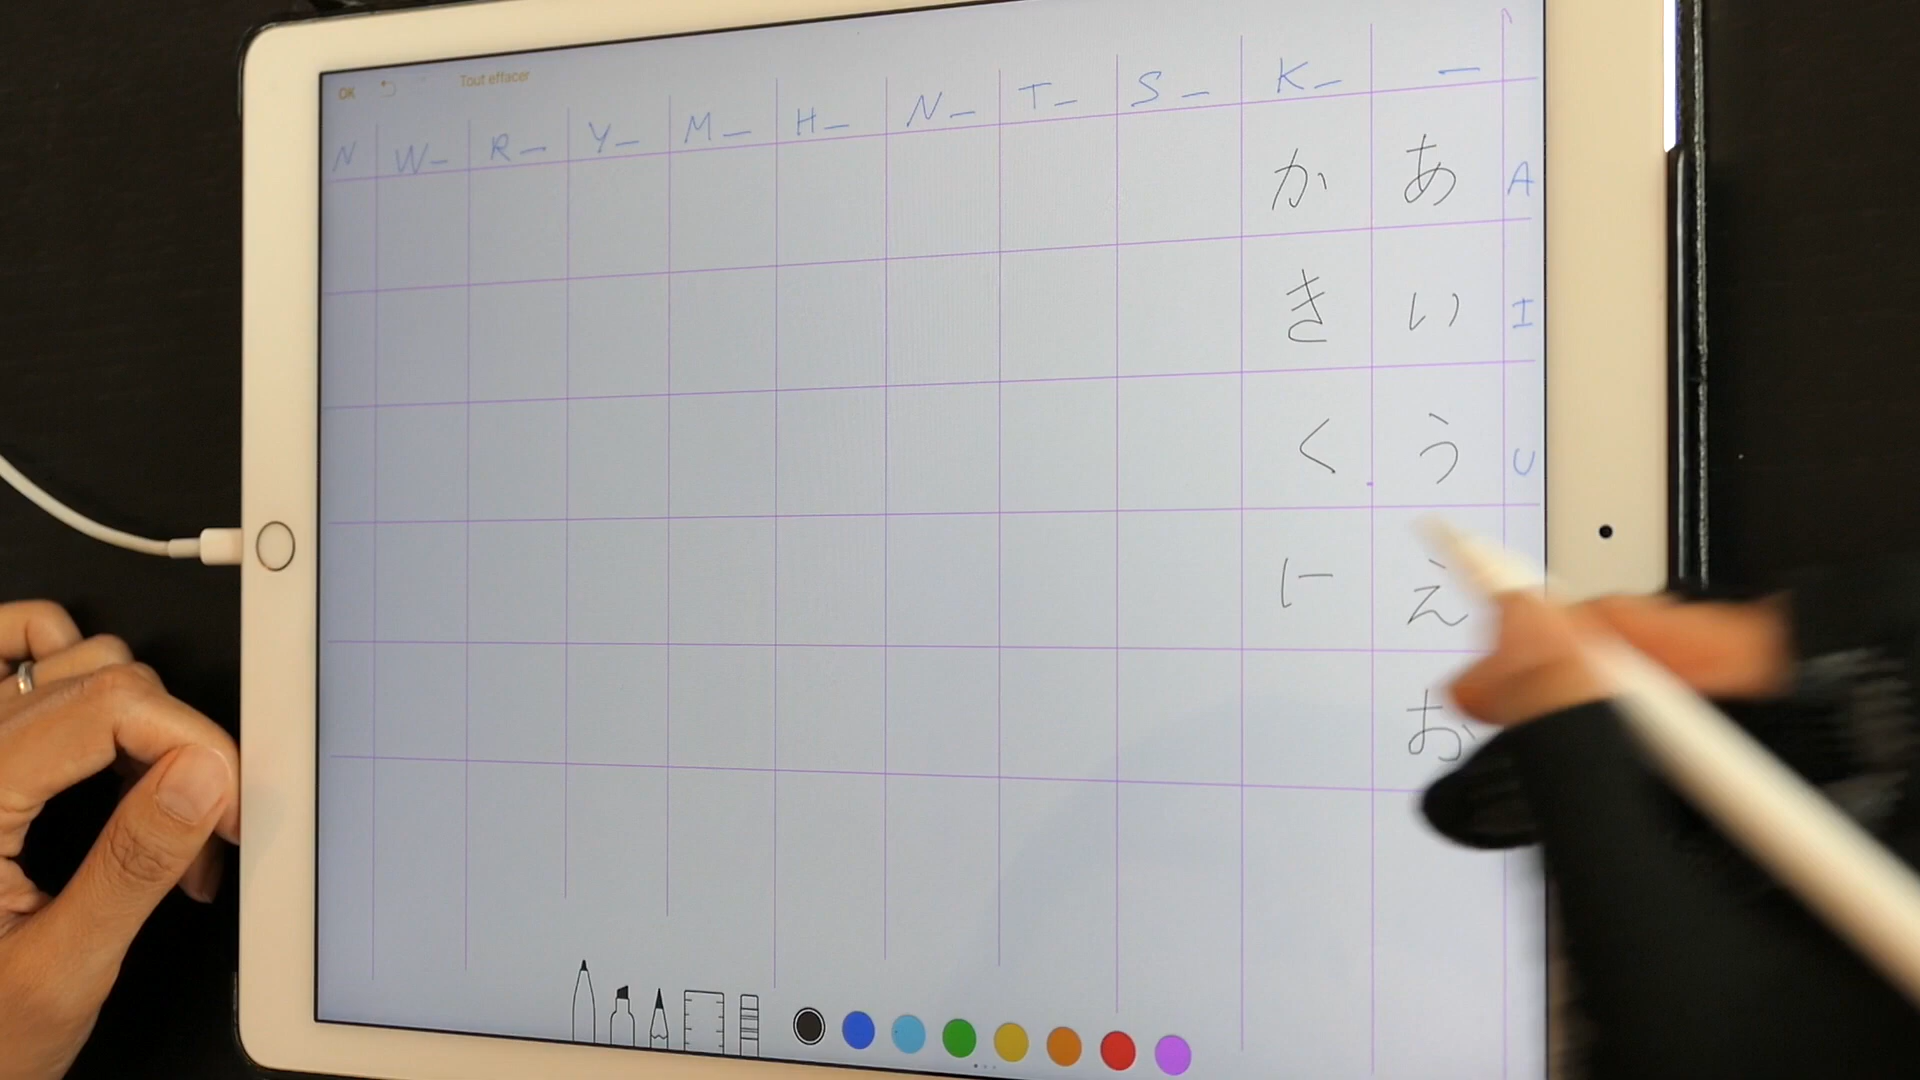 OK Tout effacer
N W_ R_ Y_ M_ H_ N_ T_ S_ K_ _
か あ A
き い I
く う U
え
お